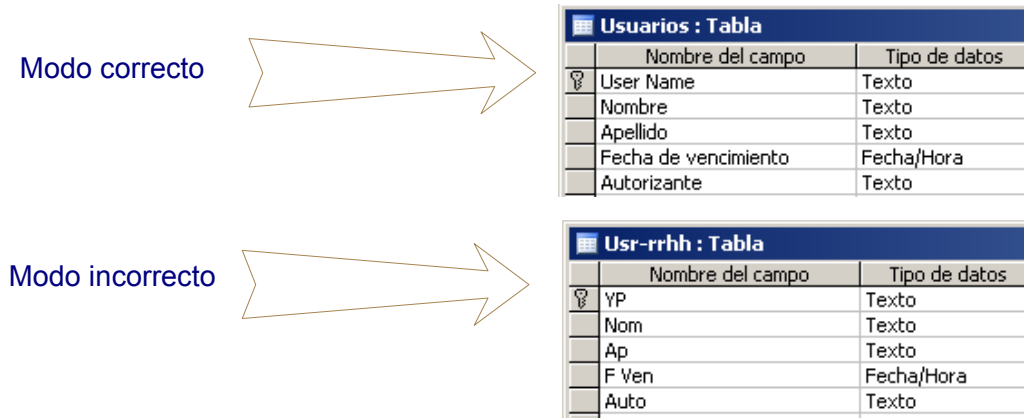 Modo correcto
Usuarios : Tabla
Nombre del campo Tipo de datos
User Name Texto
Nombre Texto
Apellido Texto
Fecha de vencimiento Fecha/Hora
Autorizante Texto
Modo incorrecto
Usr-rrhh : Tabla
Nombre del campo Tipo de datos
YP Texto
Nom Texto
Ap Texto
F Ven Fecha/Hora
Auto Texto